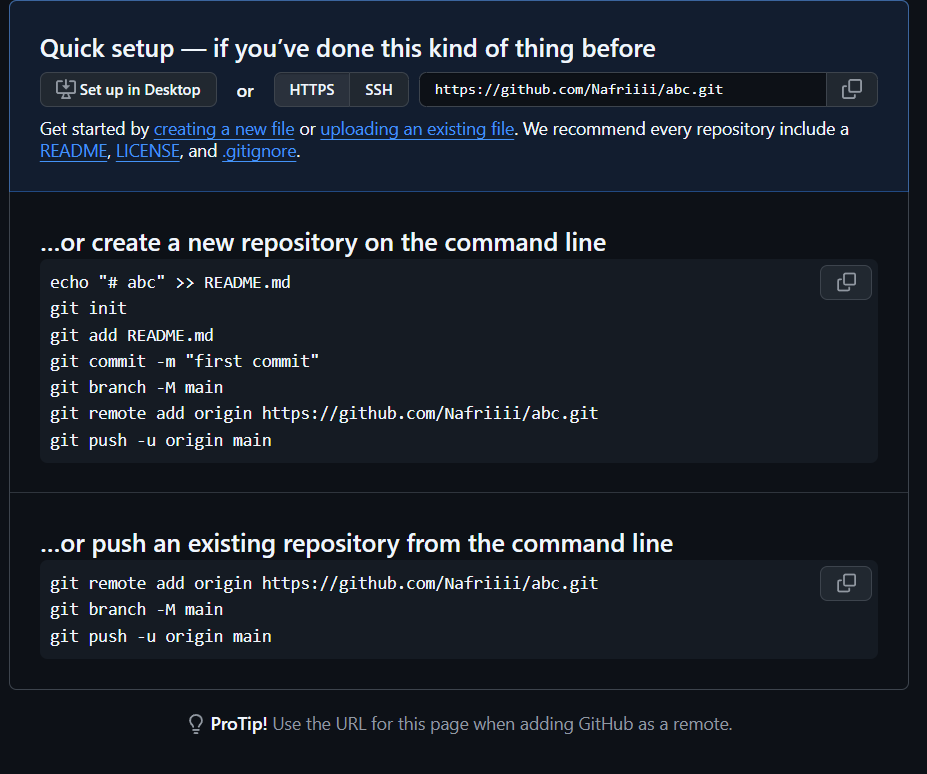 Quick setup — if you’ve done this kind of thing before
Set up in Desktop or HTTPS SSH https://github.com/Nafriiii/abc.git
Get started by creating a new file or uploading an existing file. We recommend every repository include a
README, LICENSE, and .gitignore.
…or create a new repository on the command line
echo "# abc" >> README.md
git init
git add README.md
git commit -m "first commit"
git branch -M main
git remote add origin https://github.com/Nafriiii/abc.git
git push -u origin main
…or push an existing repository from the command line
git remote add origin https://github.com/Nafriiii/abc.git
git branch -M main
git push -u origin main
ProTip! Use the URL for this page when adding GitHub as a remote.